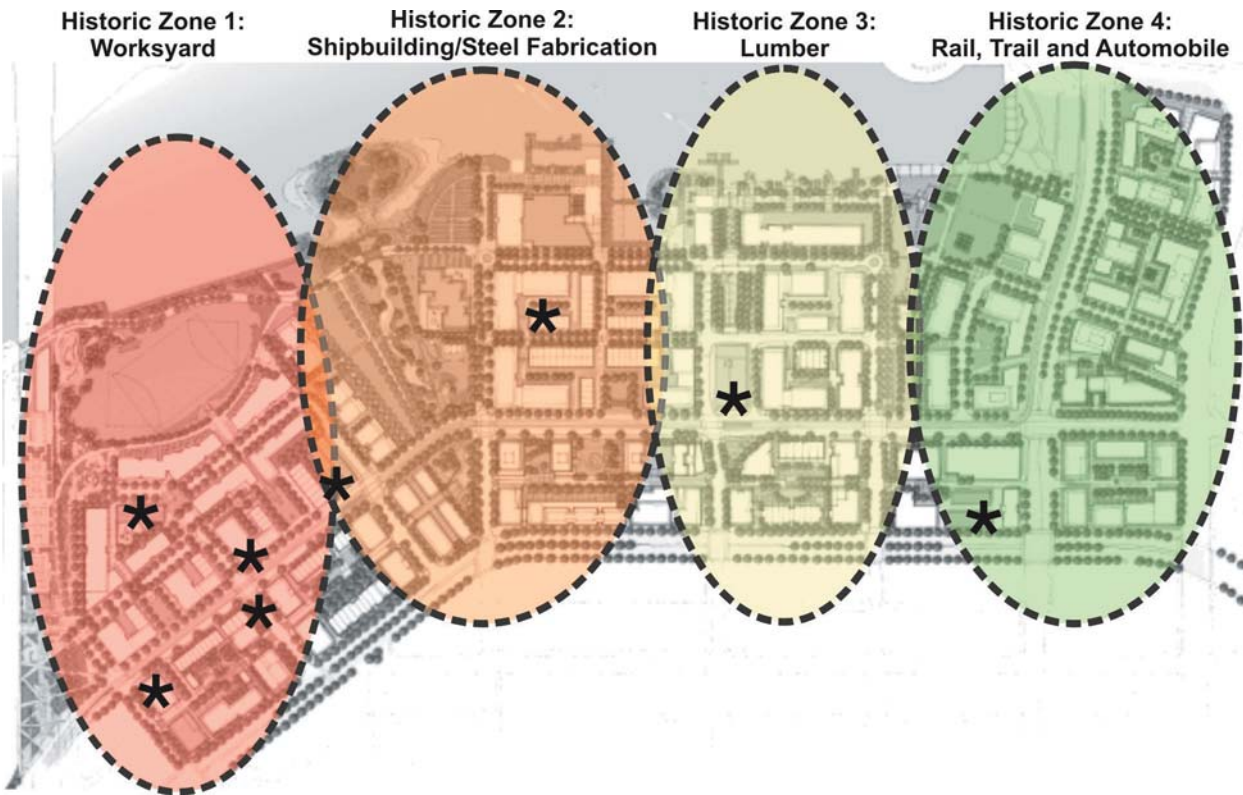 Historic Zone 1:
Worksyard
Historic Zone 2:
Shipbuilding/Steel Fabrication
Historic Zone 3:
Lumber
Historic Zone 4:
Rail, Trail and Automobile